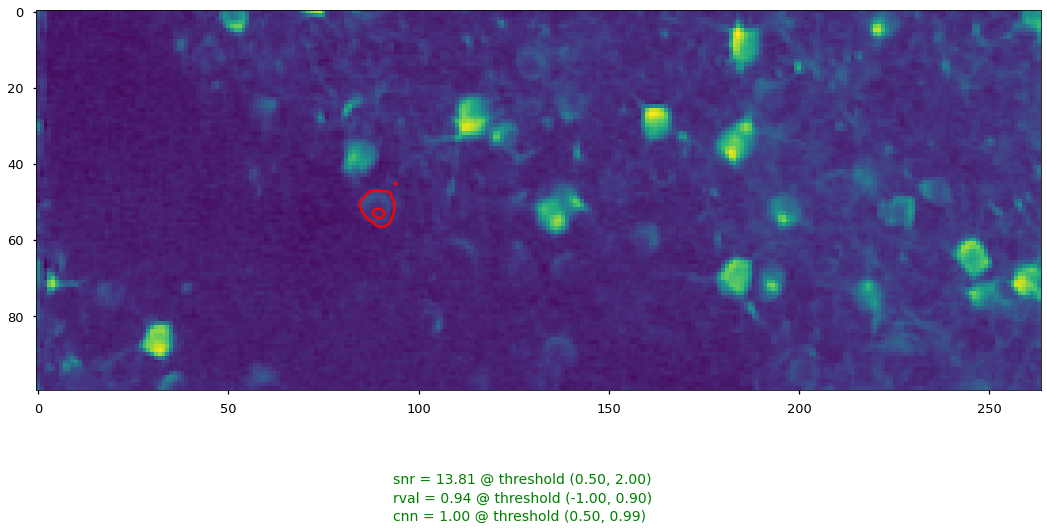 0
20
40
60
80
0 50 100 150 200 250
snr = 13.81 @ threshold (0.50, 2.00)
rval = 0.94 @ threshold (-1.00, 0.90)
cnn = 1.00 @ threshold (0.50, 0.99)